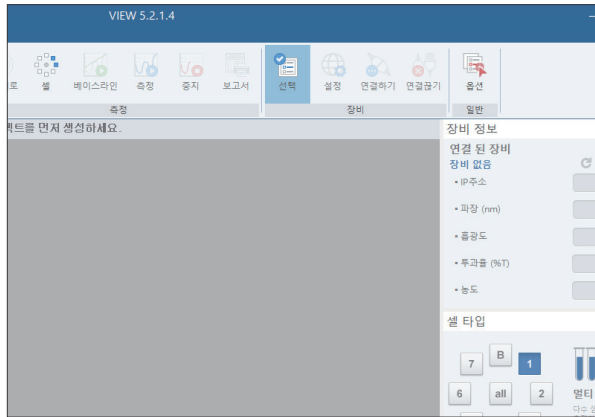 VIEW 5.2.1.4
로 셀 베이스라인 측정 중지 보고서 선택 설정 연결하기 연결끊기 옵션
측정 장비 일반
트를 먼저 생성하세요.
장비 정보
연결 된 장비
장비 없음
• IP주소
• 파장 (nm)
• 흡광도
• 투과율 (%T)
• 농도
셀 타입
7 B 1
6 all 2
멀티
다수